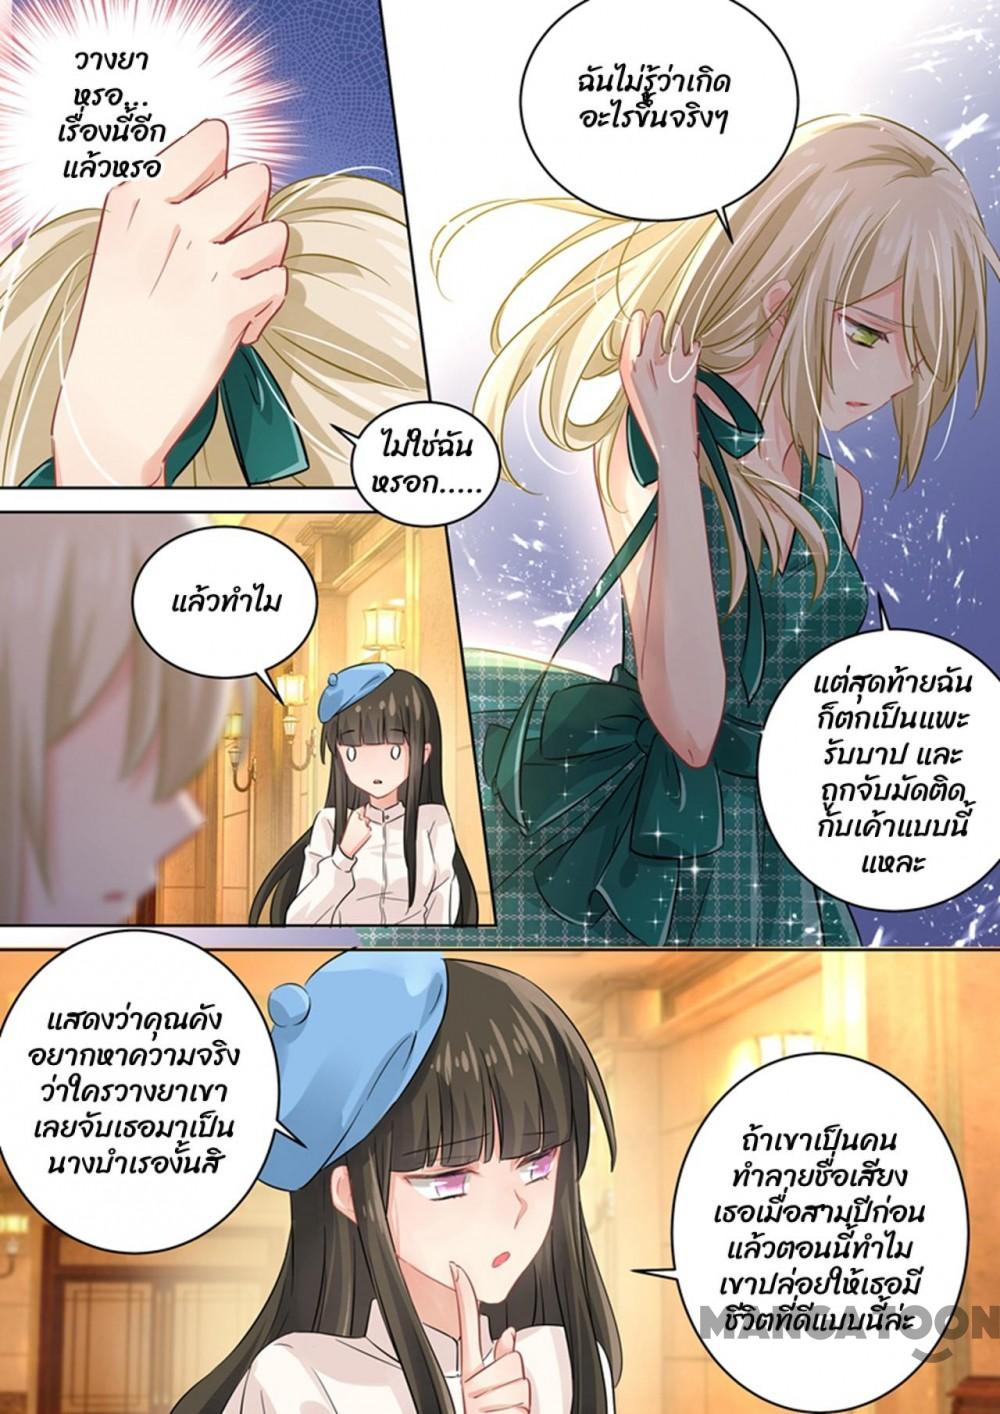 วางยา
หรอ...
เรื่องนี้อีก
แล้วหรอ
ฉันไม่รู้ว่าเกิด
อะไรขึ้นจริงๆ
ไม่ใช่ฉัน
หรอก.....
แต่สุดท้ายฉัน
ก็ตกเป็นแพะ
รับบาป และ
ถูกจับมัดติด
กับเค้าแบบนี้
แหละ
แล้วทำไม
แสดงว่าคุณคัง
อยากหาความจริง
ว่าใครวางยาเขา
เลยจับเธอมาเป็น
นางบำเรองั้นสิ
ถ้าเขาเป็นคน
ทำลายชื่อเสียง
เธอเมื่อสามปีก่อน
แล้วตอนนี้ทำไม
เขาปล่อยให้เธอมี
ชีวิตที่ดีแบบนี้ล่ะ
MANGATOON